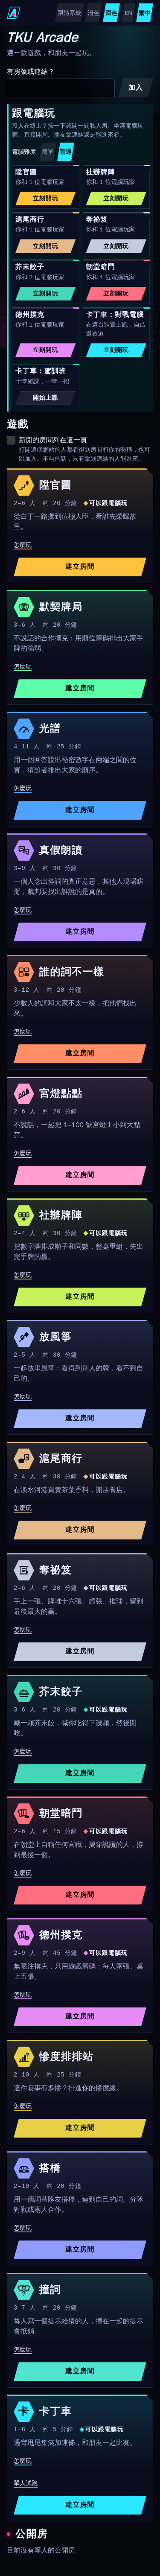 跟隨系統 淺色 深色 EN 繁中
TKU Arcade
選一款遊戲，和朋友一起玩。
有房號或連結？
加入
跟電腦玩
沒人在線上？按一下就開一間私人房、坐滿電腦玩家、直接開局。朋友拿連結還是能進來看。
電腦難度 簡單 普通
陞官圖
你和 1 位電腦玩家
立刻開玩
社辦牌陣
你和 1 位電腦玩家
立刻開玩
滬尾商行
你和 1 位電腦玩家
立刻開玩
奪祕笈
你和 1 位電腦玩家
立刻開玩
芥末餃子
你和 2 位電腦玩家
立刻開玩
朝堂暗鬥
你和 1 位電腦玩家
立刻開玩
德州撲克
你和 1 位電腦玩家
立刻開玩
卡丁車：對戰電腦
在這台裝置上跑，自己選賽道
立刻開玩
卡丁車：駕訓班
十堂短課，一堂一招
開始上課
遊戲
新開的房間列在這一頁
打開這個網站的人都看得到房間和你的暱稱，也可以加入。不勾的話，只有拿到連結的人能進來。
陞官圖
2–6 人 約 20 分鐘 ◆可以跟電腦玩
從白丁一路擲到位極人臣，看誰先榮歸故里。
怎麼玩
建立房間
默契牌局
3–6 人 約 20 分鐘
不說話的合作撲克：用順位籌碼排出大家手牌的強弱。
怎麼玩
建立房間
光譜
4–11 人 約 25 分鐘
用一個回答說出祕密數字在兩端之間的位置，猜題者排出大家的順序。
怎麼玩
建立房間
真假朗讀
3–9 人 約 30 分鐘
一個人念出怪詞的真正意思，其他人現場瞎掰，裁判要找出誰說的是真的。
怎麼玩
建立房間
誰的詞不一樣
3–12 人 約 20 分鐘
少數人的詞和大家不太一樣，把他們找出來。
怎麼玩
建立房間
宮燈點點
2–6 人 約 20 分鐘
不說話，一起把 1–100 號宮燈由小到大點亮。
怎麼玩
建立房間
社辦牌陣
2–4 人 約 30 分鐘 ◆可以跟電腦玩
把數字牌排成順子和同數，整桌重組，先出完手牌的贏。
怎麼玩
建立房間
放風箏
2–5 人 約 30 分鐘
一起放串風箏：看得到別人的牌，看不到自己的。
怎麼玩
建立房間
滬尾商行
2–4 人 約 30 分鐘 ◆可以跟電腦玩
在淡水河港買賣茶葉香料，開店養店。
怎麼玩
建立房間
奪祕笈
2–6 人 約 20 分鐘 ◆可以跟電腦玩
手上一張、牌堆十六張。虛張、推理，留到最後最大的贏。
怎麼玩
建立房間
芥末餃子
3–6 人 約 20 分鐘 ◆可以跟電腦玩
藏一顆芥末餃，喊你吃得下幾顆，然後開吃。
怎麼玩
建立房間
朝堂暗鬥
2–6 人 約 15 分鐘 ◆可以跟電腦玩
在朝堂上自稱任何官職，揭穿說謊的人，撐到最後一個。
怎麼玩
建立房間
德州撲克
2–9 人 約 45 分鐘 ◆可以跟電腦玩
無限注撲克，只用遊戲籌碼：每人兩張、桌上五張。
怎麼玩
建立房間
慘度排排站
2–10 人 約 25 分鐘
這件衰事有多慘？排進你的慘度線。
怎麼玩
建立房間
搭橋
2–10 人 約 20 分鐘
用一個詞替隊友搭橋，連到自己的詞。分隊對戰或兩人合作。
怎麼玩
建立房間
撞詞
3–7 人 約 20 分鐘
每人寫一個提示給猜的人，撞在一起的提示會抵銷。
怎麼玩
建立房間
卡
卡丁車
1–8 人 約 5 分鐘 ◆可以跟電腦玩
過彎甩尾集滿加速條，和朋友一起比賽。
怎麼玩
單人試跑
建立房間
公開房
目前沒有等人的公開房。